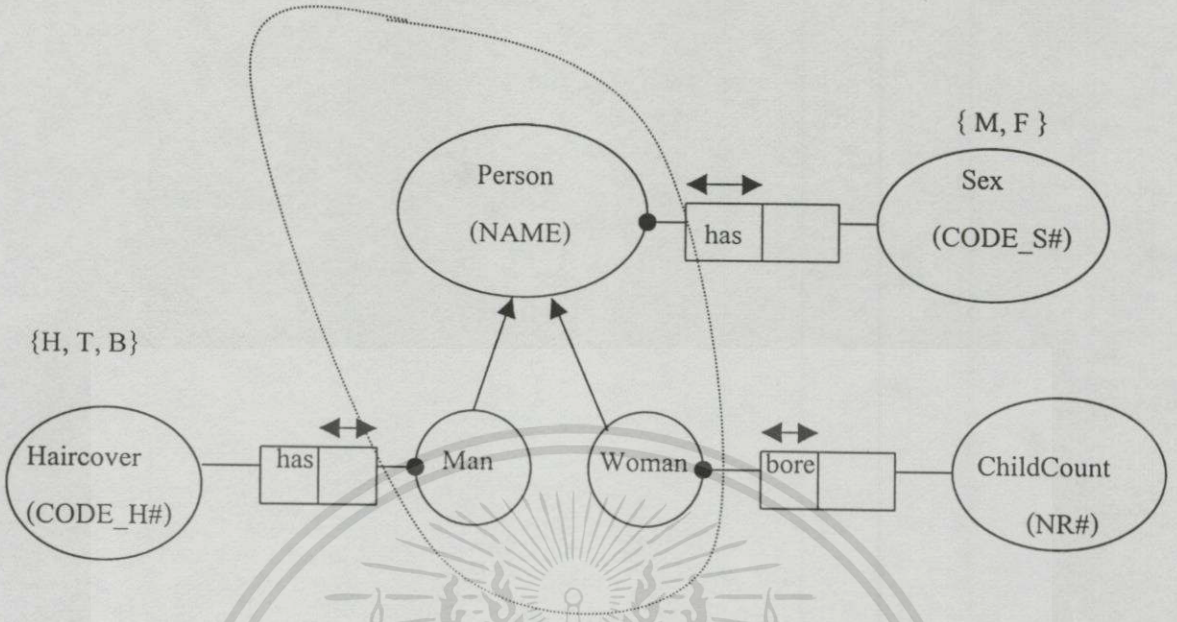 { M, F }
Person
(NAME)
has
Sex
(CODE_S#)
{H, T, B}
Haircover
(CODE_H#)
has
Man
Woman
bore
ChildCount
(NR#)